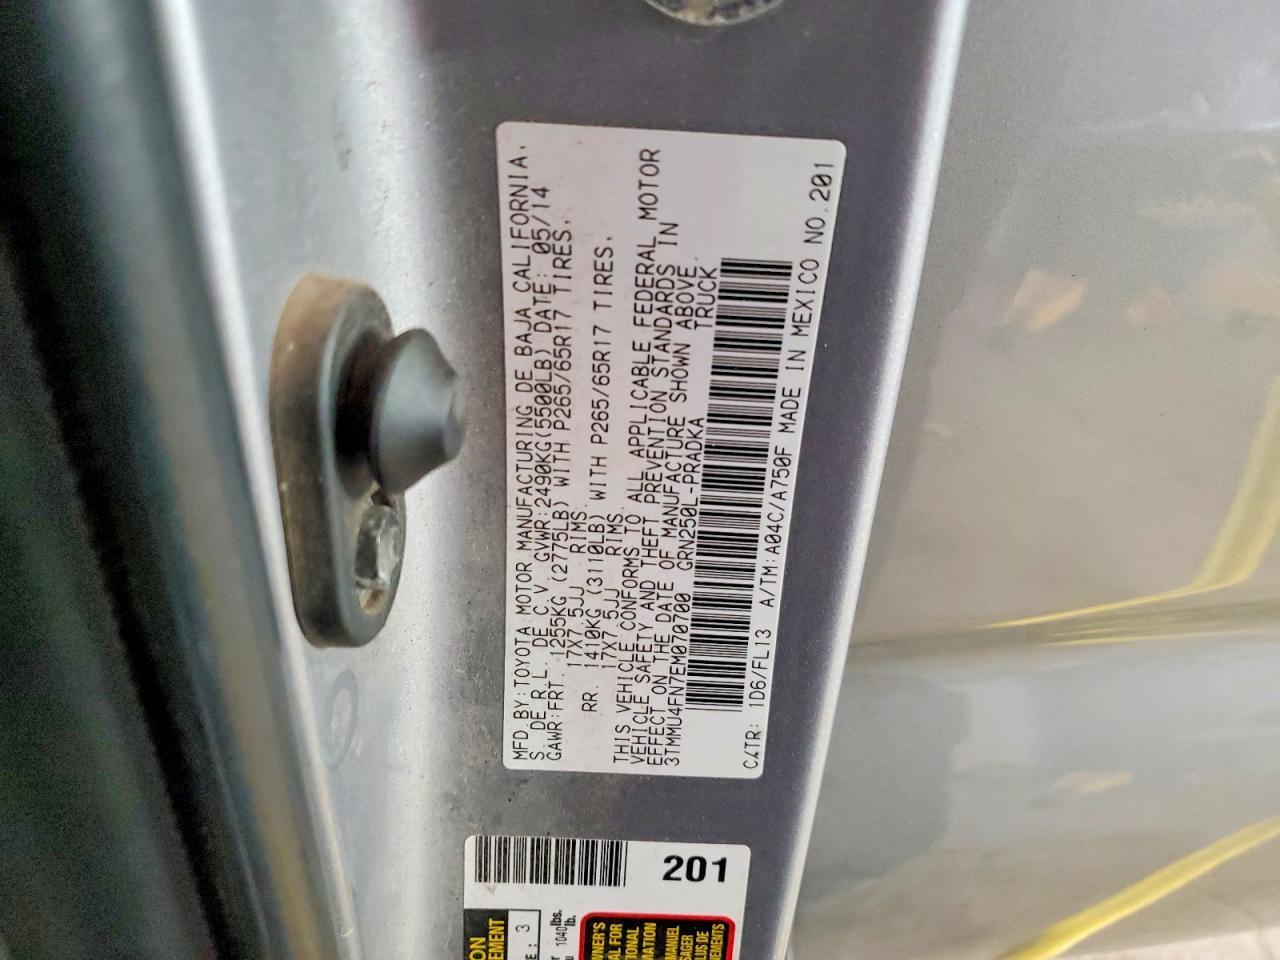 MFD.BY:TOYOTA MOTOR MANUFACTURING DE BAJA CALIFORNIA,
S. DE R.L. DE C.V. GVWR:2490KG(5500LB) DATE: 05/14
GAWR:FRT. 1255KG (2775LB) WITH P265/65R17 TIRES,
17X7.5JJ RIMS
RR. 1410KG (3110LB) WITH P265/65R17 TIRES,
17X7.5JJ RIMS.
THIS VEHICLE CONFORMS TO ALL APPLICABLE FEDERAL MOTOR
VEHICLE SAFETY AND THEFT PREVENTION STANDARDS IN
EFFECT ON THE DATE OF MANUFACTURE SHOWN ABOVE.
3TMMU4FN7EM070700 GRN250L-PRADKA TRUCK
C/TR: 1D6/FL13 A/TM:A04C/A750F MADE IN MEXICO NO.201
201
3
1040lbs.
lb.